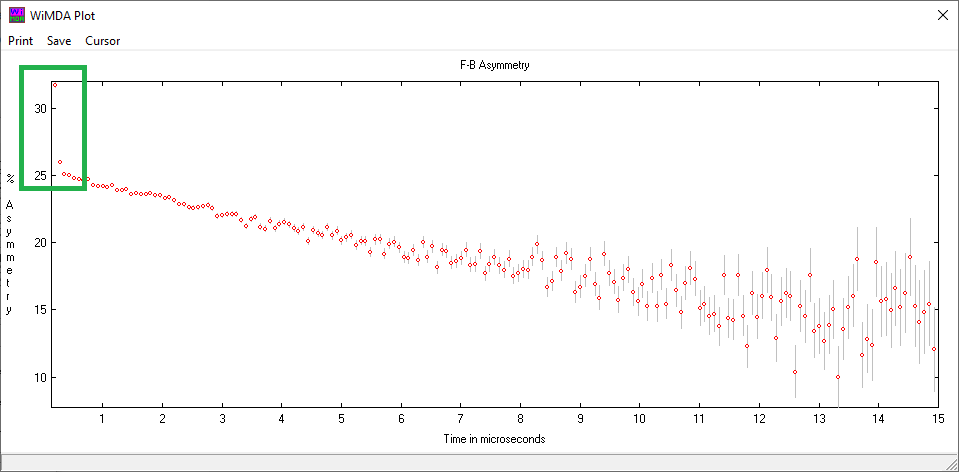 WiMDA Plot
Print Save Cursor
F-B Asymmetry
30
25
20
15
10
% Asymmetry
1 2 3 4 5 6 7 8 9 10 11 12 13 14 15
Time in microseconds